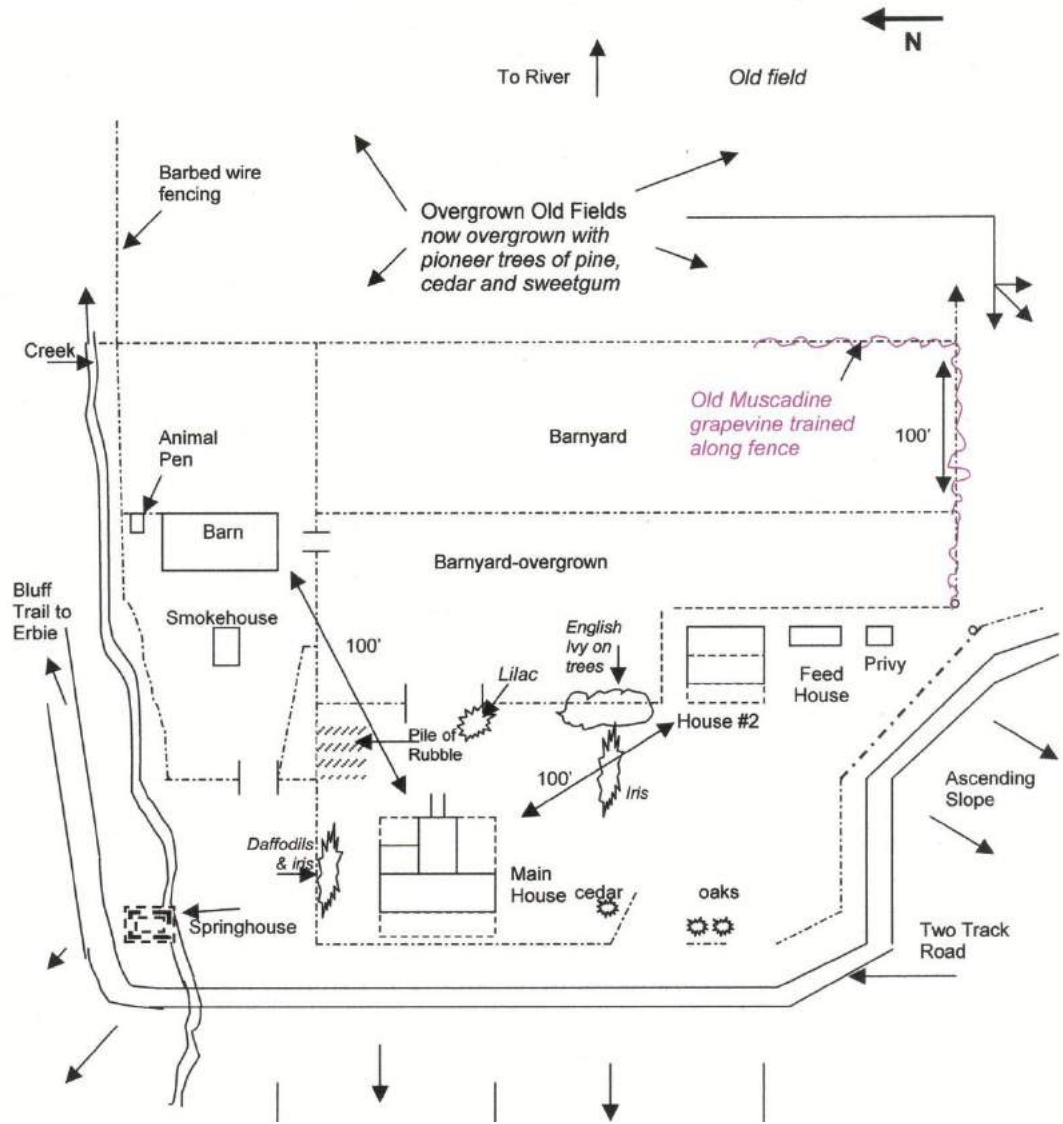 N
To River
Old field
Barbed wire
fencing
Overgrown Old Fields
now overgrown with
pioneer trees of pine,
cedar and sweetgum
Creek
Old Muscadine
grapevine trained
along fence
100'
Animal
Pen
Barnyard
Barn
Barnyard-overgrown
Bluff
Trail to
Erbie
Smokehouse
100'
English
Ivy on
trees
Lilac
Feed
House
Privy
House #2
Pile of
Rubble
100'
Iris
Ascending
Slope
Daffodils
& iris
Main
House
cedar
oaks
Springhouse
Two Track
Road